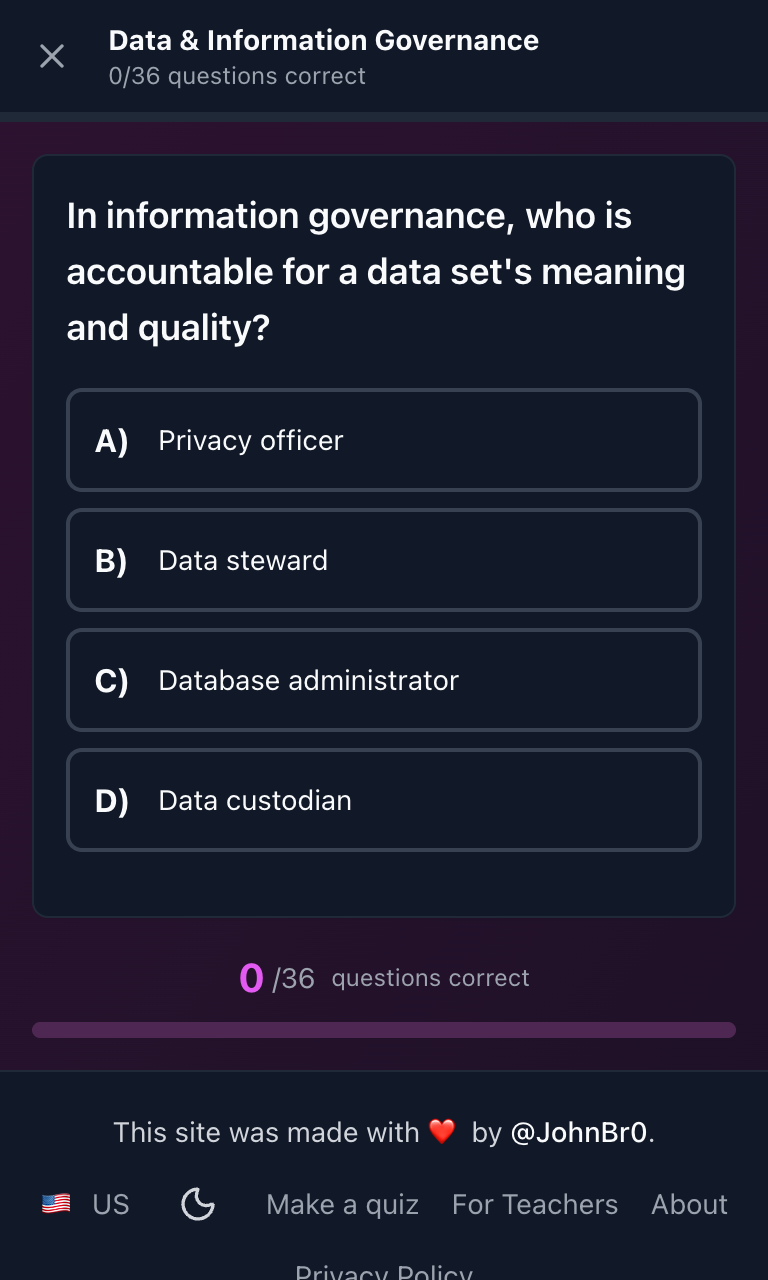 Data & Information Governance
0/36 questions correct
In information governance, who is
accountable for a data set's meaning
and quality?
A) Privacy officer
B) Data steward
C) Database administrator
D) Data custodian
0 /36 questions correct
This site was made with ❤️ by @JohnBr0.
🇺🇸 US Make a quiz For Teachers About
Privacy Policy